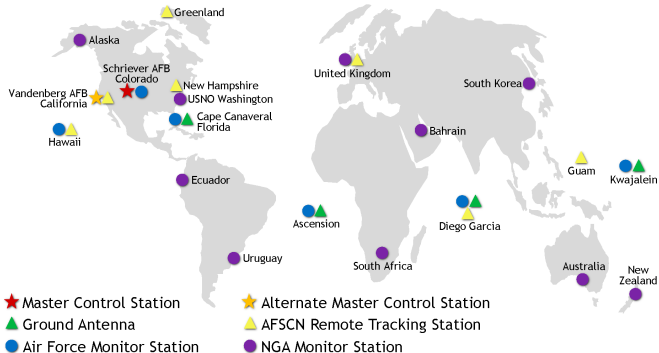 Greenland
Alaska
Schriever AFB
Colorado
United Kingdom
Vandenberg AFB
California
New Hampshire
USNO Washington
South Korea
Cape Canaveral
Florida
Bahrain
Hawaii
Guam
Kwajalein
Ecuador
Ascension
Diego Garcia
Uruguay
South Africa
Australia
New
Zealand
Master Control Station
Alternate Master Control Station
Ground Antenna
AFSCN Remote Tracking Station
Air Force Monitor Station
NGA Monitor Station